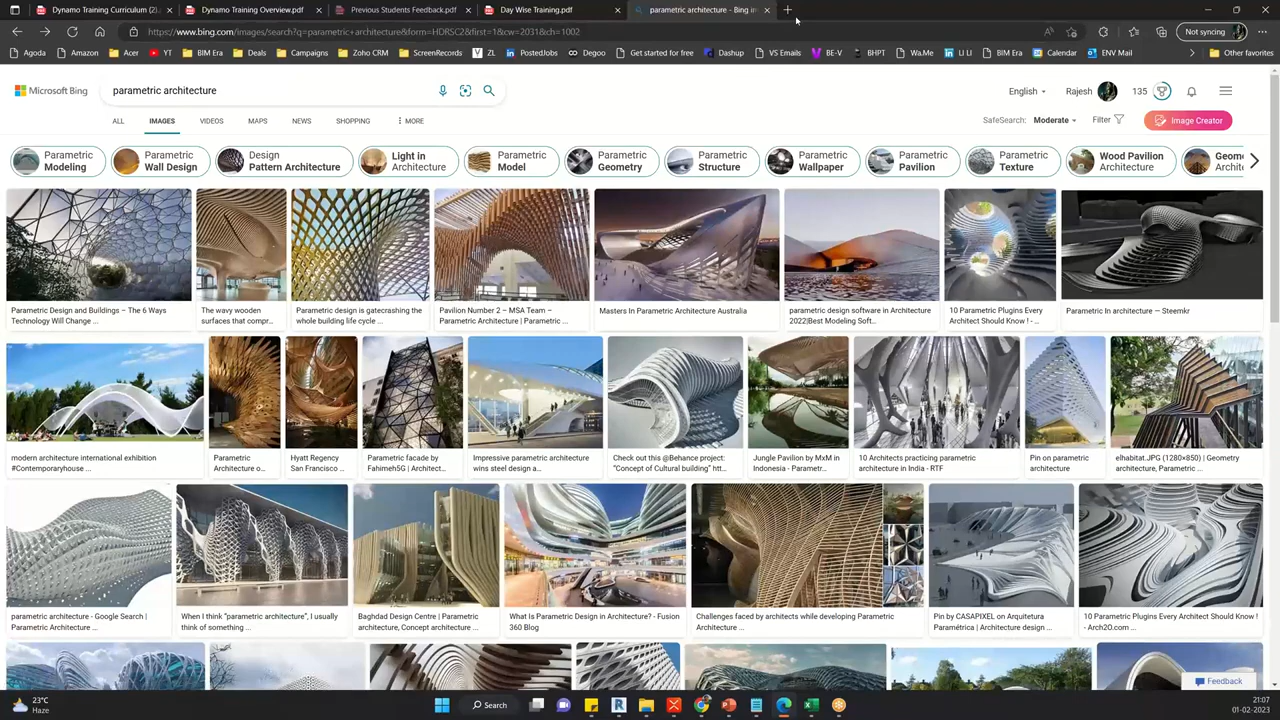 Dynamo Training Curriculum (2).
Dynamo Training Overview.pdf
Previous Students Feedback.pdf
Day Wise Training.pdf
parametric architecture - Bing im
https://www.bing.com/images/search?q=parametric+architecture&form=HDRSC2&first=1&cw=2031&ch=1002
Not syncing
Agoda
Amazon
Acer
YT
BIM Era
Deals
Campaigns
Zoho CRM
ScreenRecords
ZL
PostedJobs
Degoo
Get started for free
Dashup
VS Emails
BE-V
BHPT
Wa.Me
LI LI
BIM Era
Calendar
ENV Mail
Other favorites
Microsoft Bing
parametric architecture
English
Rajesh
135
ALL
IMAGES
VIDEOS
MAPS
NEWS
SHOPPING
MORE
SafeSearch: Moderate
Filter
Image Creator
Parametric
Modeling
Parametric
Wall Design
Design
Pattern Architecture
Light in
Architecture
Parametric
Model
Parametric
Geometry
Parametric
Structure
Parametric
Wallpaper
Parametric
Pavilion
Parametric
Texture
Wood Pavilion
Architecture
Geome
Archite
Parametric Design and Buildings – The 6 Ways
Technology Will Change ...
The wavy wooden
surfaces that compr...
Parametric design is gatecrashing the
whole building life cycle ...
Pavilion Number 2 – MSA Team –
Parametric Architecture | Parametric ...
Masters In Parametric Architecture Australia
parametric design software in Architecture
2022|Best Modeling Soft...
10 Parametric Plugins Every
Architect Should Know ! - ...
Parametric In architecture — Steemkr
modern architecture international exhibition
#Contemporaryhouse ...
Parametric
Architecture o...
Hyatt Regency
San Francisco ...
Parametric facade by
Fahimeh5G | Architect...
Impressive parametric architecture
wins steel design a...
Check out this @Behance project:
“Concept of Cultural building” htt...
Jungle Pavilion by MxM in
Indonesia - Parametr...
10 Architects practicing parametric
architecture in India - RTF
Pin on parametric
architecture
elhabitat.JPG (1280×850) | Geometry
architecture, Parametric ...
parametric architecture - Google Search |
Parametric Architecture ...
When I think “parametric architecture”, I usually
think of something ...
Baghdad Design Centre | Parametric
architecture, Concept architecture ...
What Is Parametric Design in Architecture? - Fusion
360 Blog
Challenges faced by architects while developing Parametric
Architecture ...
Pin by CASAPIXEL on Arquitetura
Paramétrica | Architecture design ...
10 Parametric Plugins Every Architect Should Know !
- Arch2O.com ...
Feedback
23°C
Haze
Search
21:07
01-02-2023